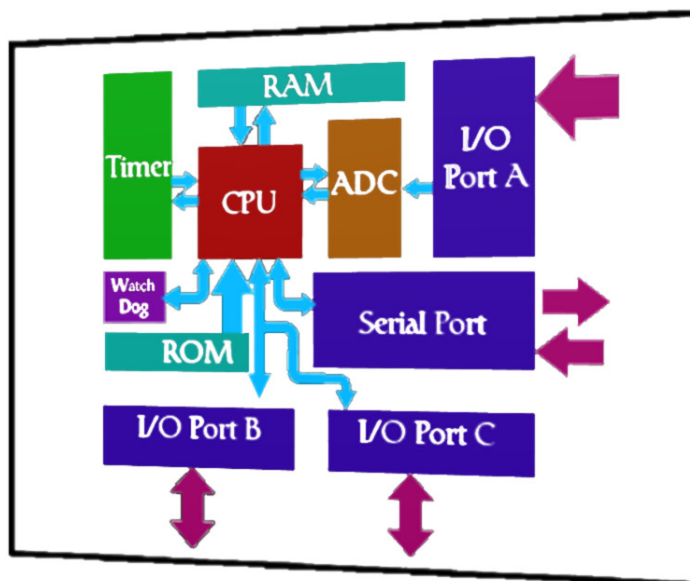 RAM
Timer
CPU
ADC
I/O
Port A
Watch
Dog
ROM
Serial Port
I/O Port B
I/O Port C